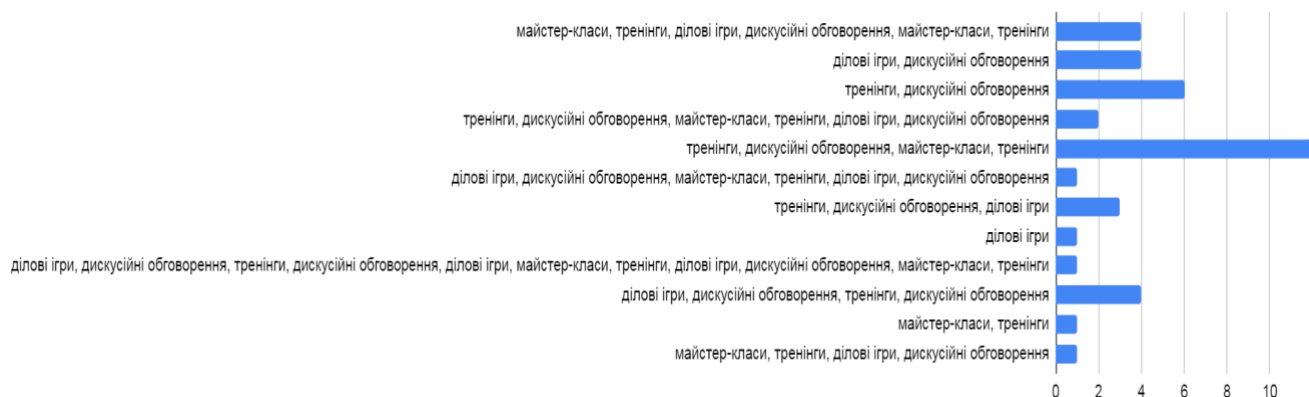 майстер-класи, тренінги, ділові ігри, дискусійні обговорення, майстер-класи, тренінги
ділові ігри, дискусійні обговорення
тренінги, дискусійні обговорення
тренінги, дискусійні обговорення, майстер-класи, тренінги, ділові ігри, дискусійні обговорення
тренінги, дискусійні обговорення, майстер-класи, тренінги
ділові ігри, дискусійні обговорення, майстер-класи, тренінги, ділові ігри, дискусійні обговорення
тренінги, дискусійні обговорення, ділові ігри
ділові ігри
ділові ігри, дискусійні обговорення, тренінги, дискусійні обговорення, ділові ігри, майстер-класи, тренінги, ділові ігри, дискусійні обговорення, майстер-класи, тренінги
ділові ігри, дискусійні обговорення, тренінги, дискусійні обговорення
майстер-класи, тренінги
майстер-класи, тренінги, ділові ігри, дискусійні обговорення
0 2 4 6 8 10